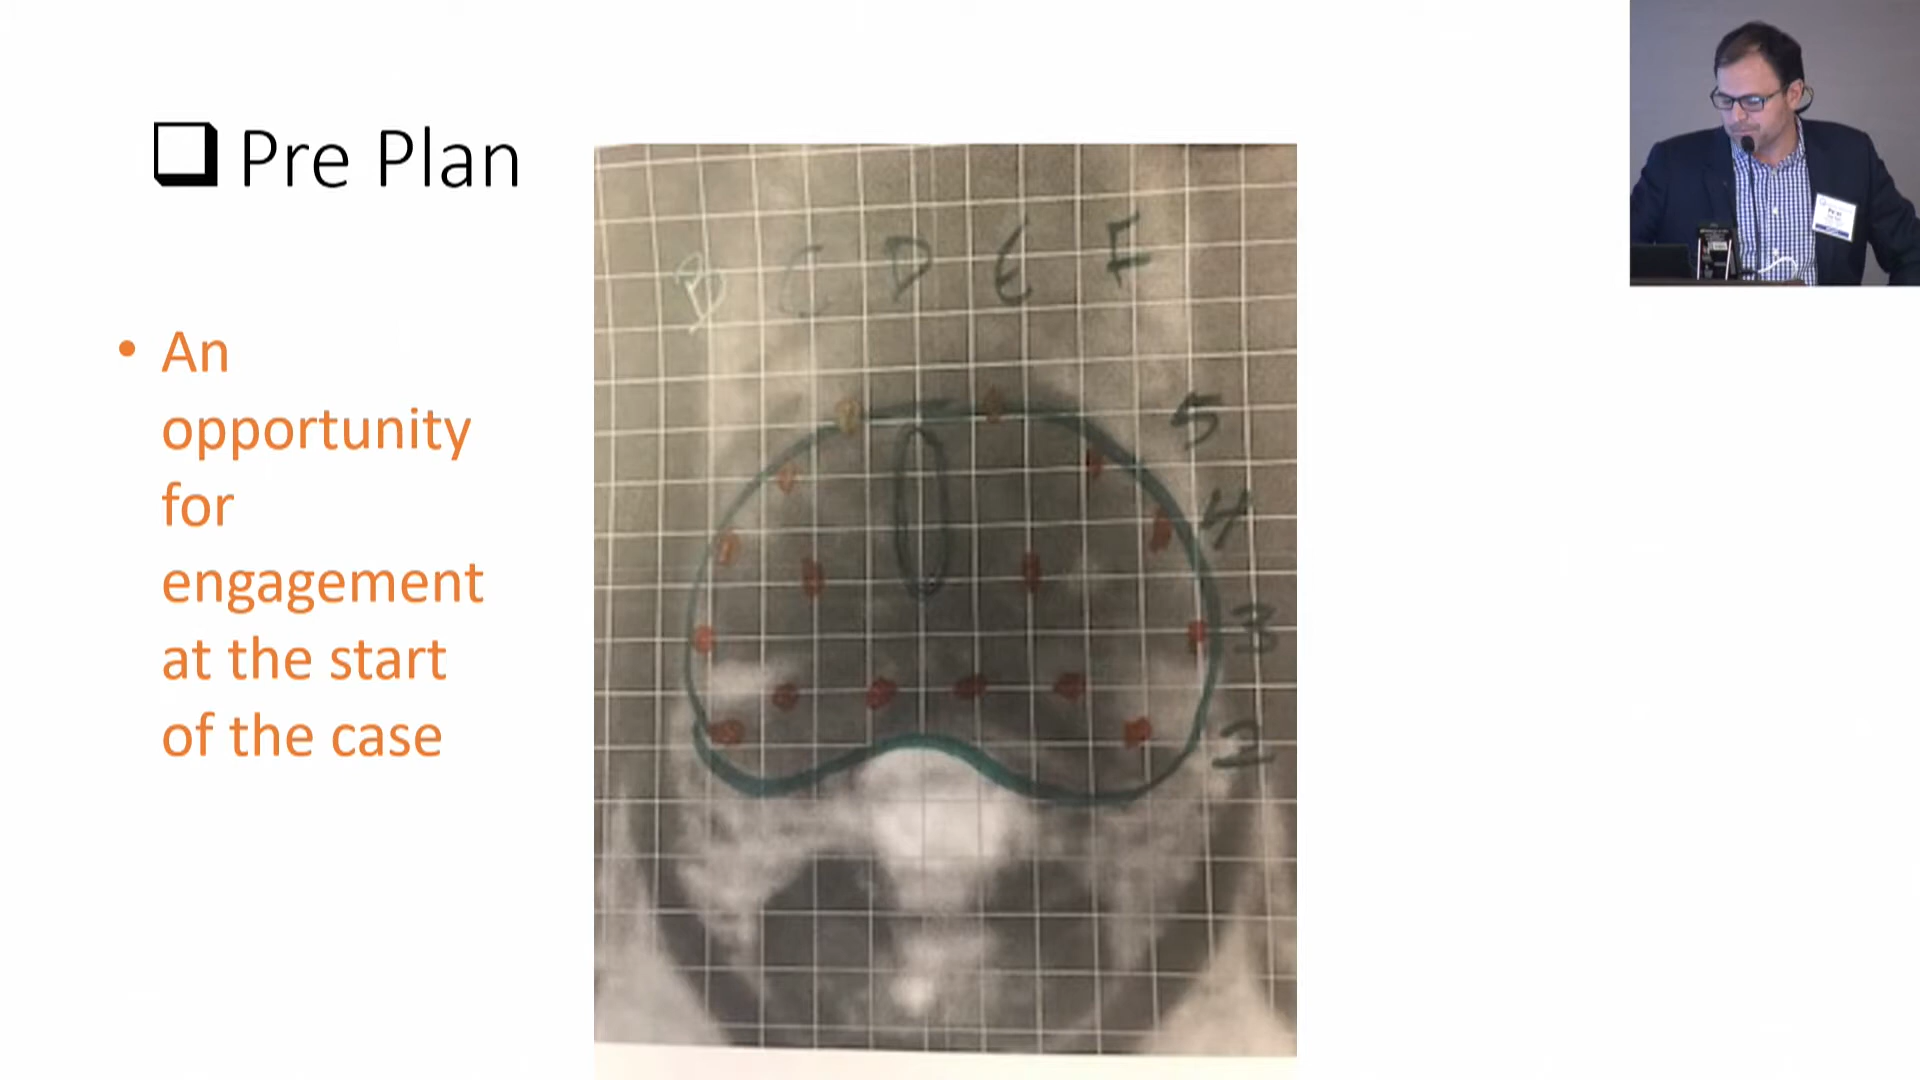 Pre Plan
• An
opportunity
for
engagement
at the start
of the case
B C D E F
5
4
3
2